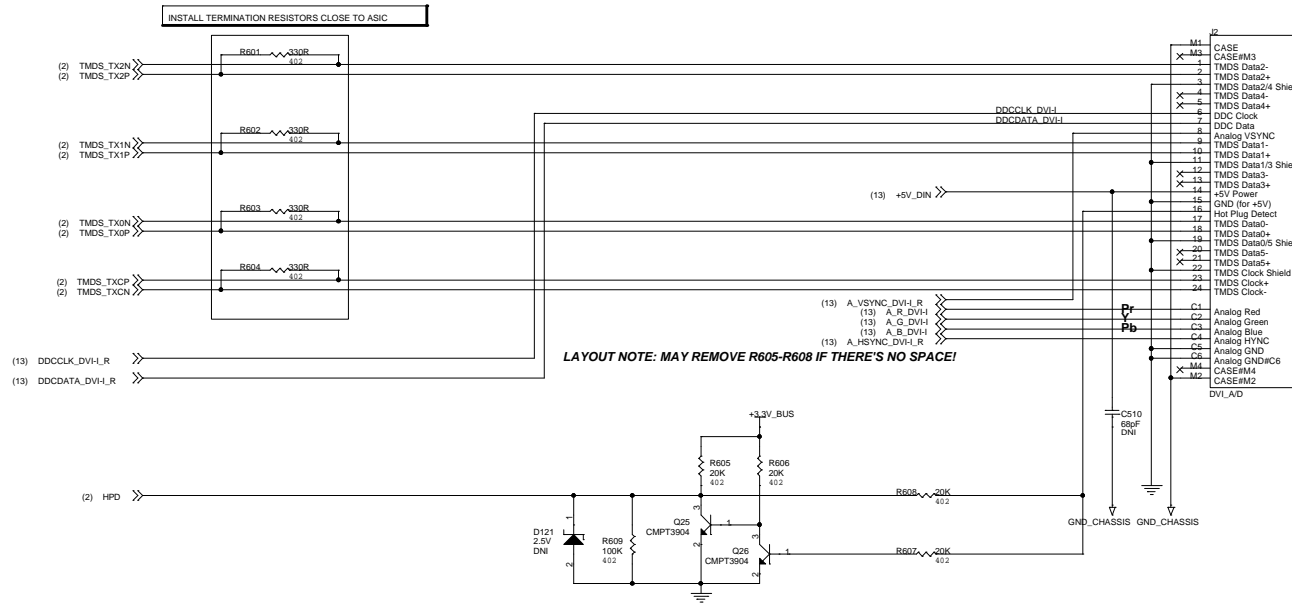 INSTALL TERMINATION RESISTORS CLOSE TO ASIC
R601 330R
402
(2) TMDS_TX2N
(2) TMDS_TX2P
R602 330R
402
(2) TMDS_TX1N
(2) TMDS_TX1P
R603 330R
402
(2) TMDS_TX0N
(2) TMDS_TX0P
R604 330R
402
(2) TMDS_TXCP
(2) TMDS_TXCN
(13) DDCCLK_DVI-I_R
(13) DDCDATA_DVI-I_R
DDCCLK_DVI-I
DDCDATA_DVI-I
(13) +5V_DIN
(13) A_VSYNC_DVI-I_R
(13) A_R_DVI-I
(13) A_G_DVI-I
(13) A_B_DVI-I
(13) A_HSYNC_DVI-I_R
Pr
Y
Pb
LAYOUT NOTE: MAY REMOVE R605-R608 IF THERE'S NO SPACE!
J2
M1 CASE
M3 CASE#M3
1 TMDS Data2-
2 TMDS Data2+
3 TMDS Data2/4 Shie
4 TMDS Data4-
5 TMDS Data4+
6 DDC Clock
7 DDC Data
8 Analog VSYNC
9 TMDS Data1-
10 TMDS Data1+
11 TMDS Data1/3 Shie
12 TMDS Data3-
13 TMDS Data3+
14 +5V Power
15 GND (for +5V)
16 Hot Plug Detect
17 TMDS Data0-
18 TMDS Data0+
19 TMDS Data0/5 Shie
20 TMDS Data5-
21 TMDS Data5+
22 TMDS Clock Shield
23 TMDS Clock+
24 TMDS Clock-
C1 Analog Red
C2 Analog Green
C3 Analog Blue
C4 Analog HYNC
C5 Analog GND
C6 Analog GND#C6
M4 CASE#M4
M2 CASE#M2
DVI_A/D
C510
68pF
DNI
GND_CHASSIS
GND_CHASSIS
+3.3V_BUS
R605
20K
402
R606
20K
402
(2) HPD
R608 20K
402
D121
2.5V
DNI
1
2
R609
100K
402
Q25
CMPT3904
3
1
2
Q26
CMPT3904
3
1
2
R607 20K
402